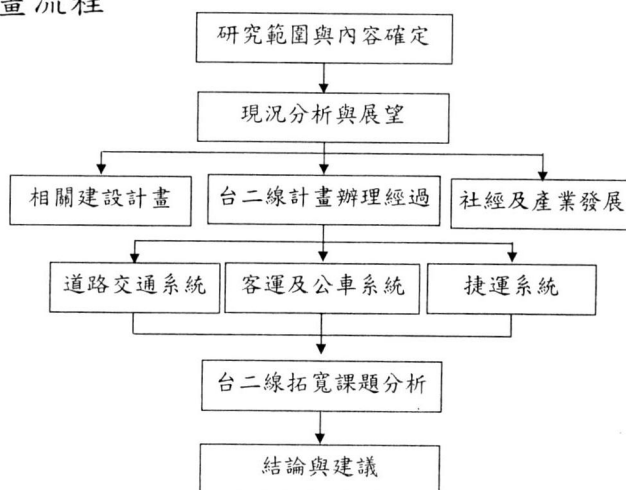 畫流程
研究範圍與內容確定
現況分析與展望
相關建設計畫
台二線計畫辦理經過
社經及產業發展
道路交通系統
客運及公車系統
捷運系統
台二線拓寬課題分析
結論與建議